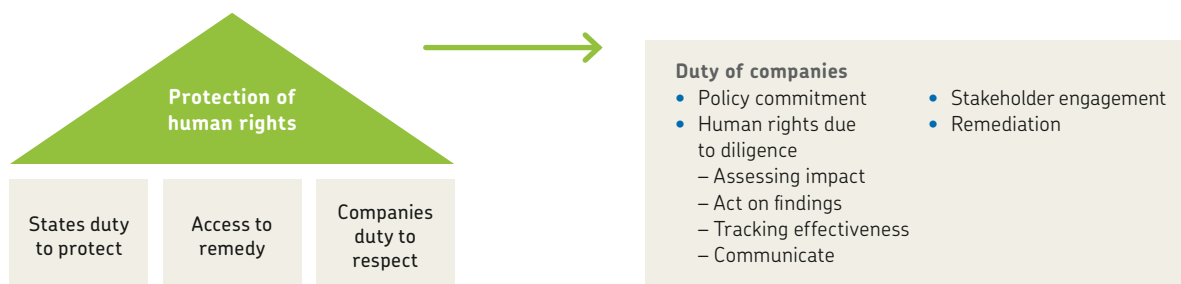 Protection of
human rights
States duty
to protect
Access to
remedy
Companies
duty to
respect
Duty of companies
• Policy commitment
• Human rights due
to diligence
– Assessing impact
– Act on findings
– Tracking effectiveness
– Communicate
• Stakeholder engagement
• Remediation